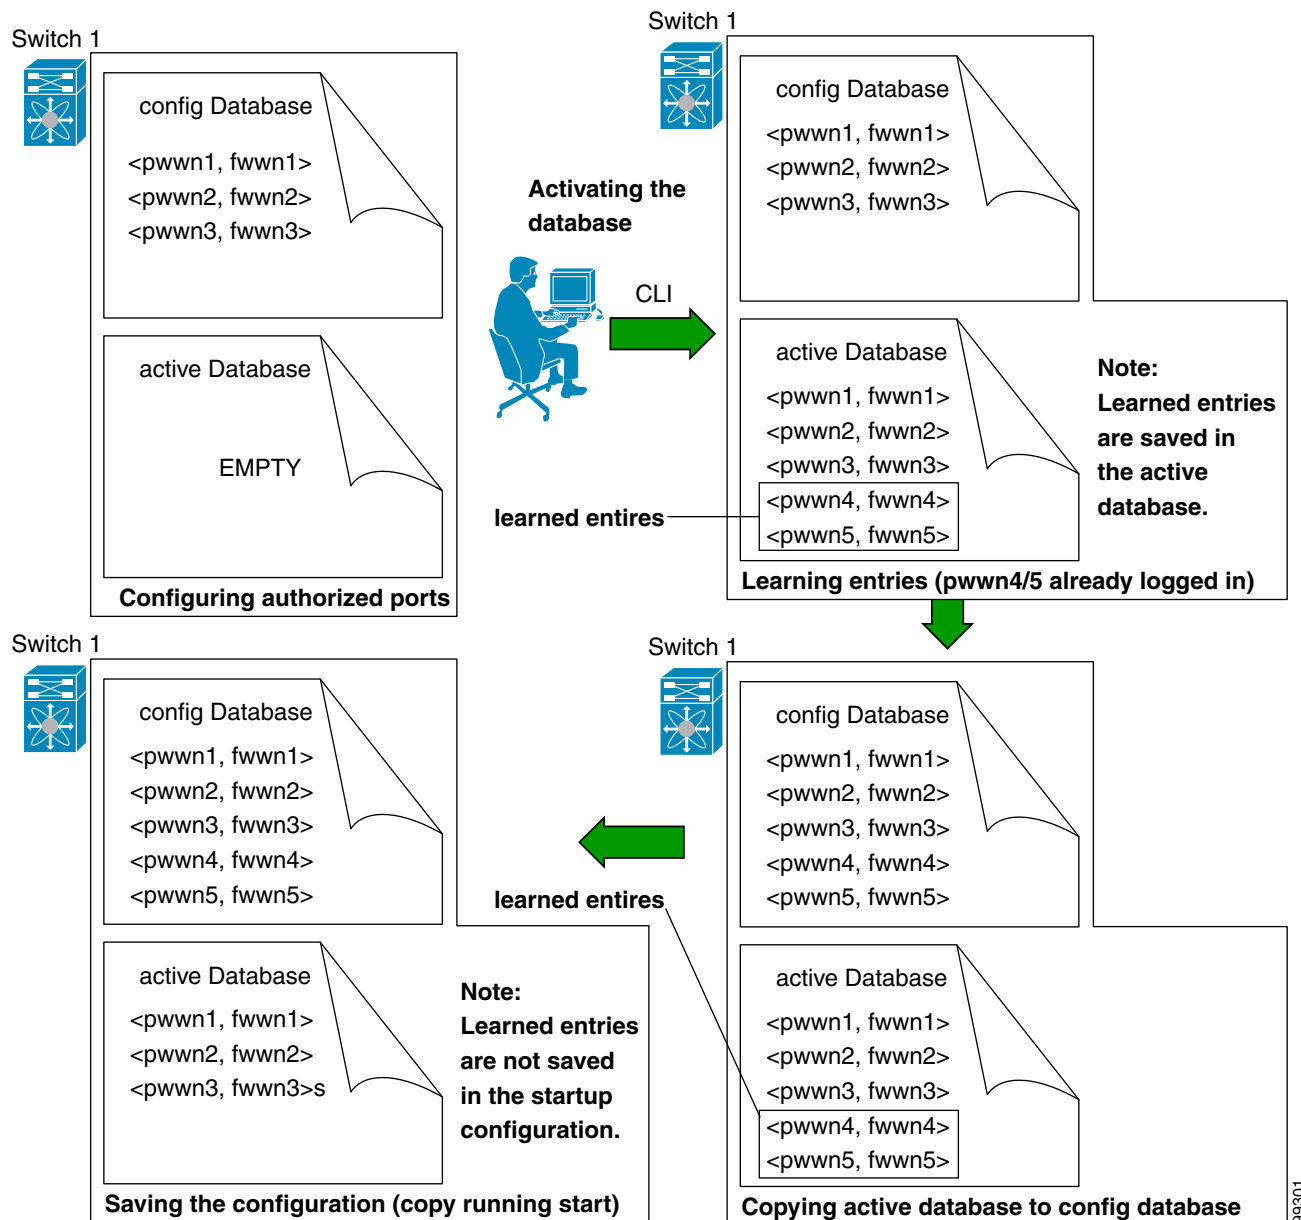 Switch 1
config Database
<pwwn1, fwwn1>
<pwwn2, fwwn2>
<pwwn3, fwwn3>
active Database
EMPTY
Configuring authorized ports
Activating the
database
CLI
Switch 1
config Database
<pwwn1, fwwn1>
<pwwn2, fwwn2>
<pwwn3, fwwn3>
active Database
<pwwn1, fwwn1>
<pwwn2, fwwn2>
<pwwn3, fwwn3>
<pwwn4, fwwn4>
<pwwn5, fwwn5>
learned entires
Note:
Learned entries
are saved in
the active
database.
Learning entries (pwwn4/5 already logged in)
Switch 1
config Database
<pwwn1, fwwn1>
<pwwn2, fwwn2>
<pwwn3, fwwn3>
<pwwn4, fwwn4>
<pwwn5, fwwn5>
active Database
<pwwn1, fwwn1>
<pwwn2, fwwn2>
<pwwn3, fwwn3>s
Note:
Learned entries
are not saved
in the startup
configuration.
Saving the configuration (copy running start)
learned entires
Switch 1
config Database
<pwwn1, fwwn1>
<pwwn2, fwwn2>
<pwwn3, fwwn3>
<pwwn4, fwwn4>
<pwwn5, fwwn5>
active Database
<pwwn1, fwwn1>
<pwwn2, fwwn2>
<pwwn3, fwwn3>
<pwwn4, fwwn4>
<pwwn5, fwwn5>
Copying active database to config database
99301